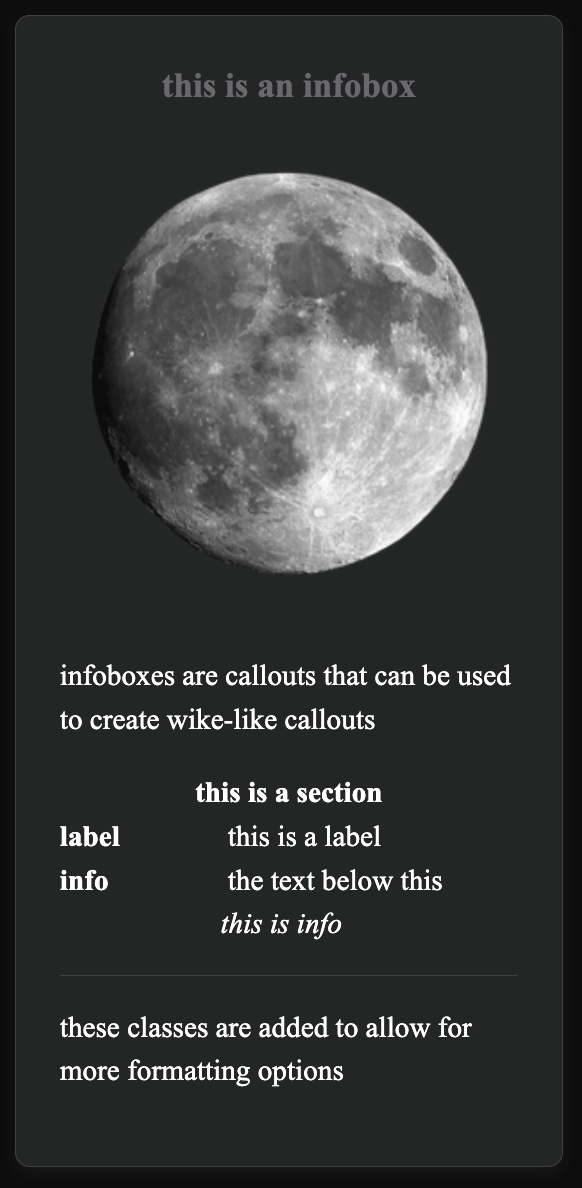 this is an infobox
infoboxes are callouts that can be used
to create wike-like callouts
this is a section
label this is a label
info the text below this
this is info
these classes are added to allow for
more formatting options